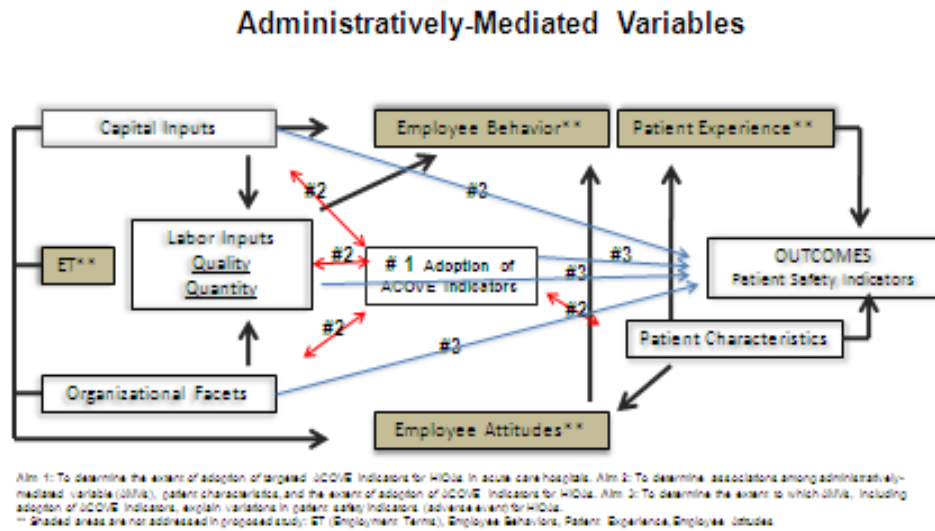 Administratively-Mediated Variables
Capital Inputs
Employee Behavior**
Patient Experience**
#2
#3
Labor Inputs
Quality
Quantity
ET**
#2
# 1 Adoption of
ACOVE Indicators
#3
#3
OUTCOMES
Patient Safety Indicators
#2
#2
#3
Patient Characteristics
Organizational Facets
Employee Attitudes**
Aim 1: To determine the extent of adoption of targeted ACOVE Indicators for HIOAs in acute care hospitals. Aim 2: To determine associations among administratively-
mediated variable (AMVs), patient characteristics, and the extent of adoption of ACOVE Indicators for HIOAs. Aim 3: To determine the extent to which AMVs, including
adoption of ACOVE Indicators, explain variations in patient safety indicators (adverse event) for HIOAs.
** Shaded areas are not addressed in proposed study: ET (Employment Terms), Employee Behaviors, Patient Experience, Employee Attitudes